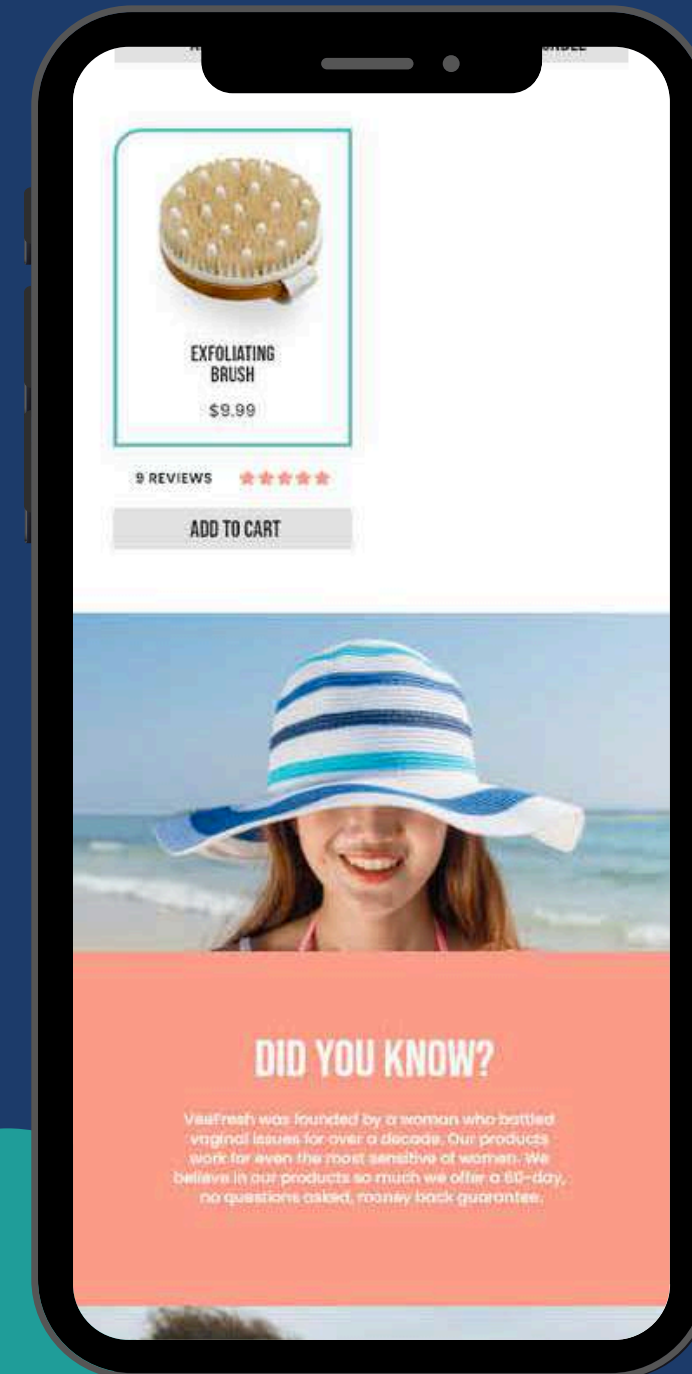 EXFOLIATING
BRUSH
$9.99
9 REVIEWS
ADD TO CART
DID YOU KNOW?
VeeFresh was founded by a woman who battled
vaginal issues for over a decade. Our products
work for even the most sensitive of women. We
believe in our products so much we offer a 60-day,
no questions asked, money back guarantee.